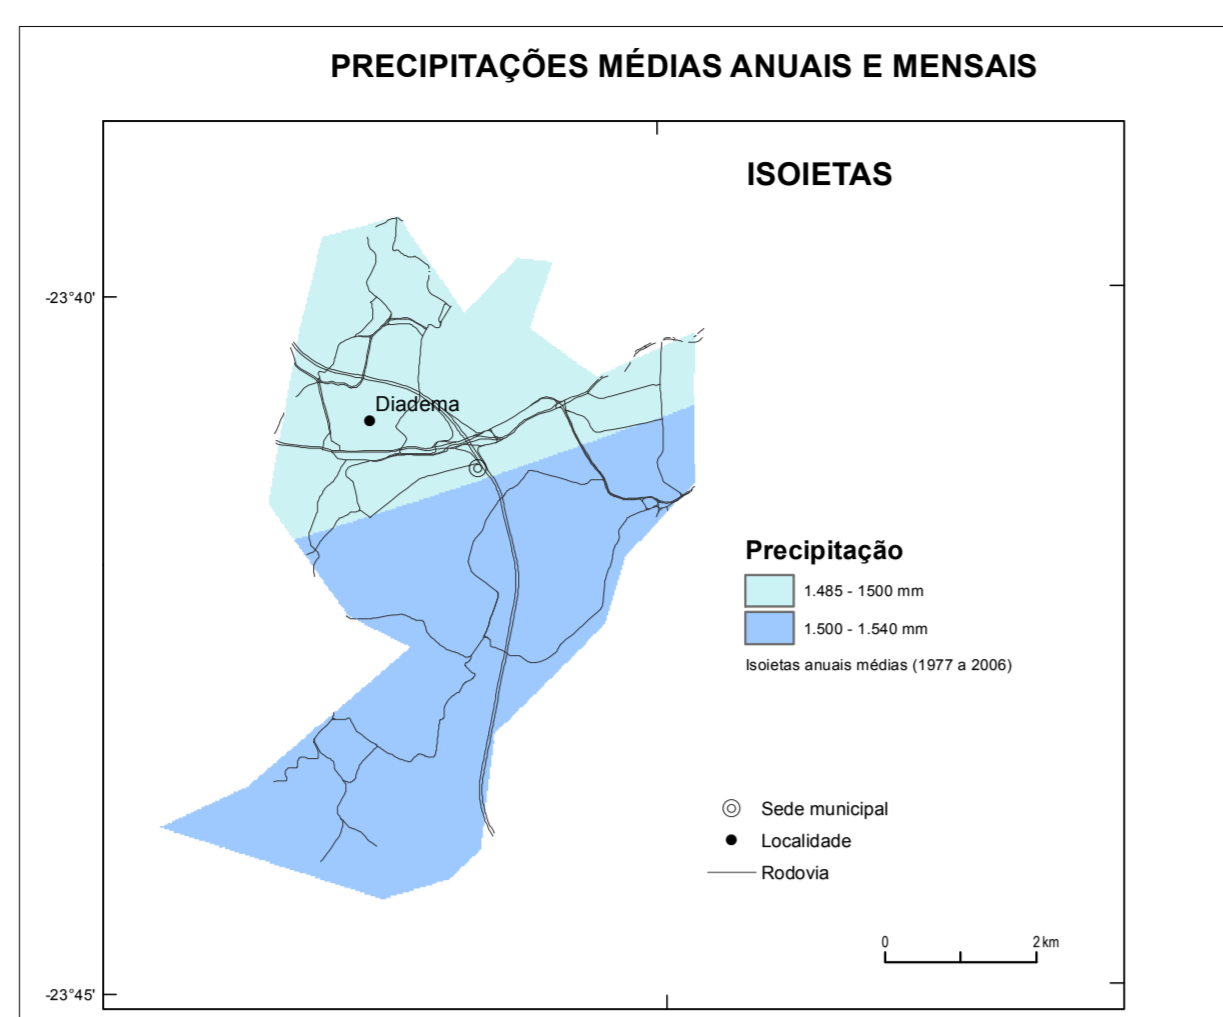 PRECIPITAÇÕES MÉDIAS ANUAIS E MENSAIS
ISOIETAS
-23°40'
Diadema
Precipitação
1.485 - 1500 mm
1.500 - 1.540 mm
Isoietas anuais médias (1977 a 2006)
Sede municipal
Localidade
Rodovia
0 2 km
-23°45'